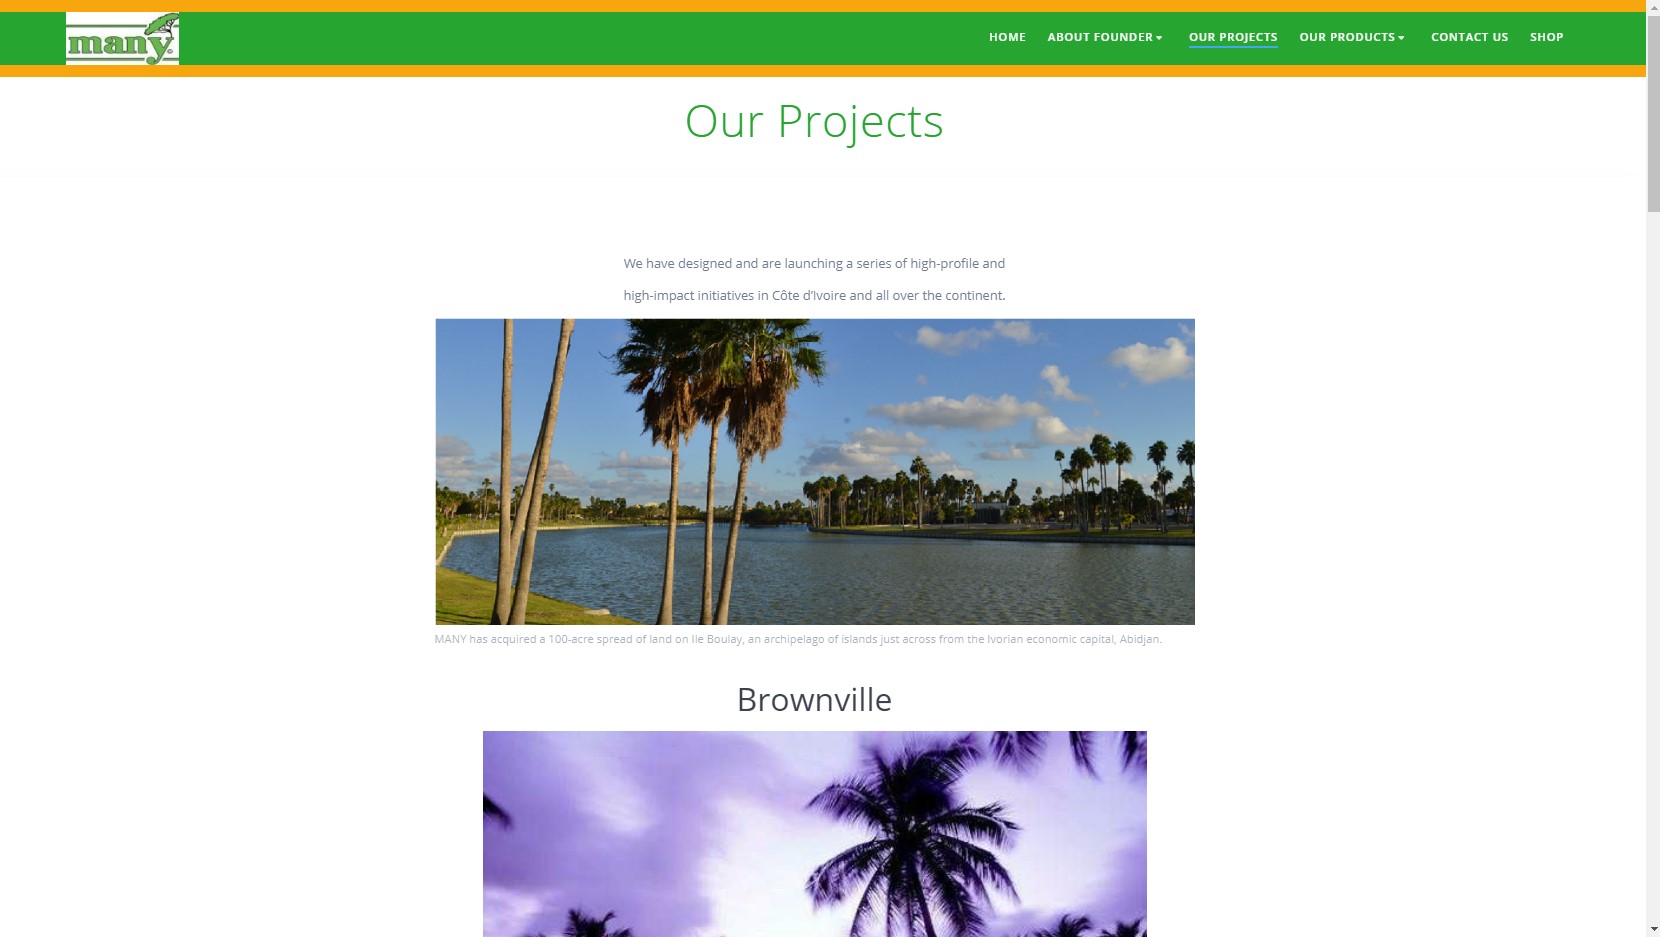 many
HOME
ABOUT FOUNDER
OUR PROJECTS
OUR PRODUCTS
CONTACT US
SHOP
Our Projects
We have designed and are launching a series of high-profile and
high-impact initiatives in Côte d'Ivoire and all over the continent.
MANY has acquired a 100-acre spread of land on Ile Boulay, an archipelago of islands just across from the Ivorian economic capital, Abidjan.
Brownville